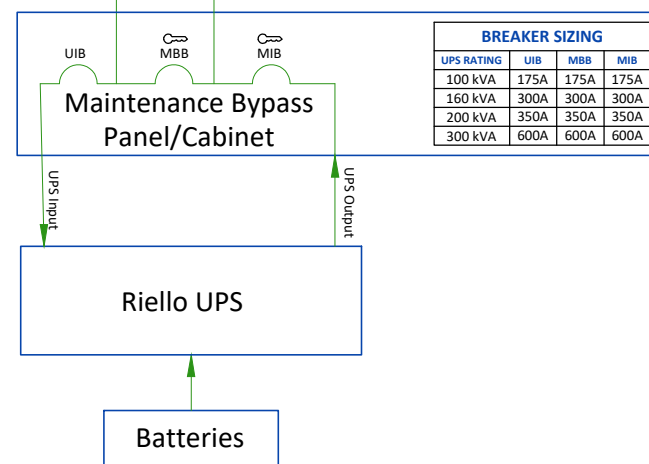 UIB MBB MIB
Maintenance Bypass
Panel/Cabinet
BREAKER SIZING
UPS RATING UIB MBB MIB
100 kVA 175A 175A 175A
160 kVA 300A 300A 300A
200 kVA 350A 350A 350A
300 kVA 600A 600A 600A
UPS Input
UPS Output
Riello UPS
Batteries